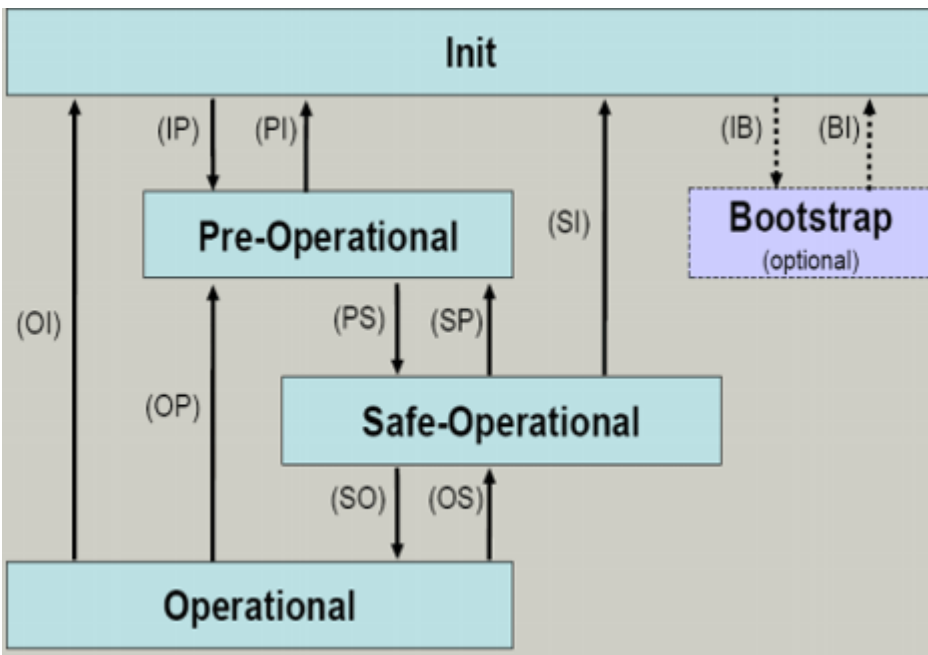 Init
(IP)
(PI)
(IB)
(BI)
Pre-Operational
(SI)
Bootstrap
(optional)
(OI)
(PS)
(SP)
(OP)
Safe-Operational
(SO)
(OS)
Operational